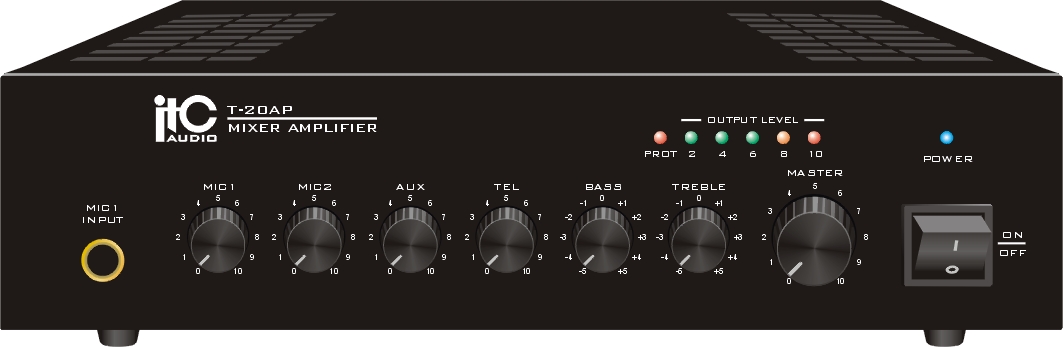 itC
AUDIO
T-20AP
MIXER AMPLIFIER
OUTPUT LEVEL
PROT 2 4 6 8 10
POWER
MIC1
INPUT
MIC1
0 1 2 3 4 5 6 7 8 9 10
MIC2
0 1 2 3 4 5 6 7 8 9 10
AUX
0 1 2 3 4 5 6 7 8 9 10
TEL
0 1 2 3 4 5 6 7 8 9 10
BASS
-5 -4 -3 -2 -1 0 +1 +2 +3 +4 +5
TREBLE
-5 -4 -3 -2 -1 0 +1 +2 +3 +4 +5
MASTER
0 1 2 3 4 5 6 7 8 9 10
I
O
ON
OFF